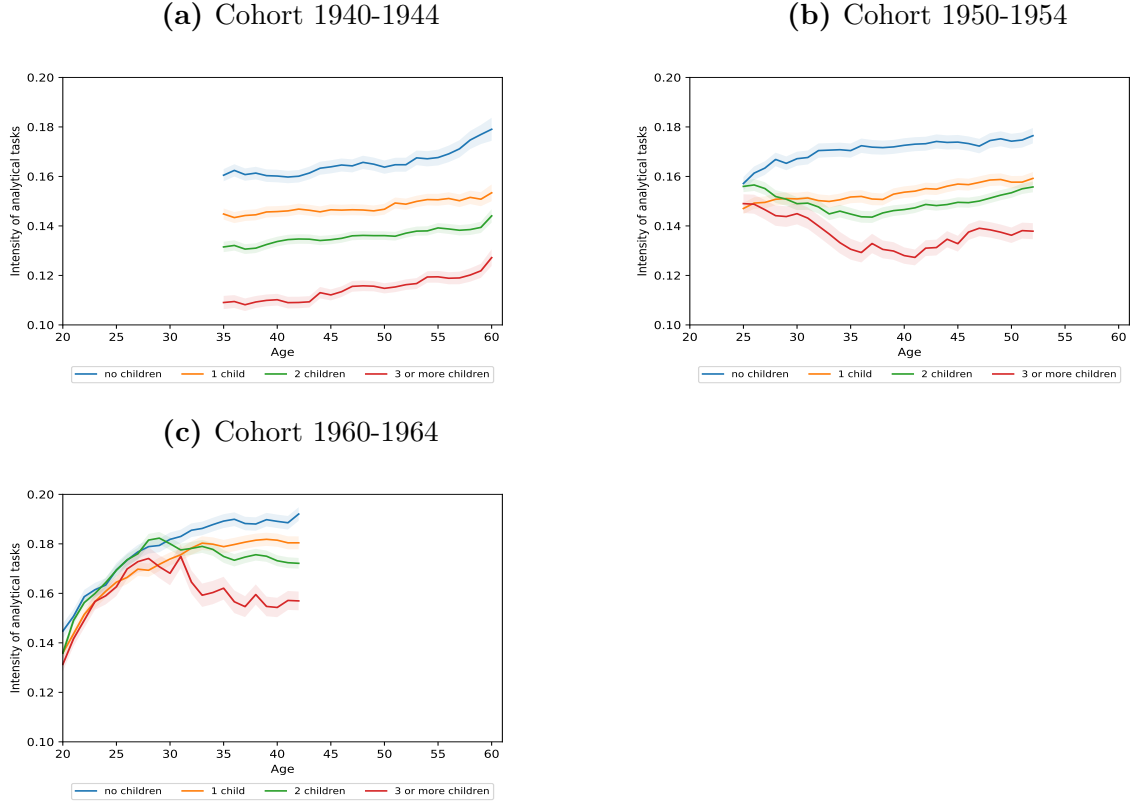 (a) Cohort 1940-1944
0.20
0.18
0.16
0.14
0.12
0.10
Intensity of analytical tasks
20 25 30 35 40 45 50 55 60
Age
no children 1 child 2 children 3 or more children
(b) Cohort 1950-1954
0.20
0.18
0.16
0.14
0.12
0.10
Intensity of analytical tasks
20 25 30 35 40 45 50 55 60
Age
no children 1 child 2 children 3 or more children
(c) Cohort 1960-1964
0.20
0.18
0.16
0.14
0.12
0.10
Intensity of analytical tasks
20 25 30 35 40 45 50 55 60
Age
no children 1 child 2 children 3 or more children